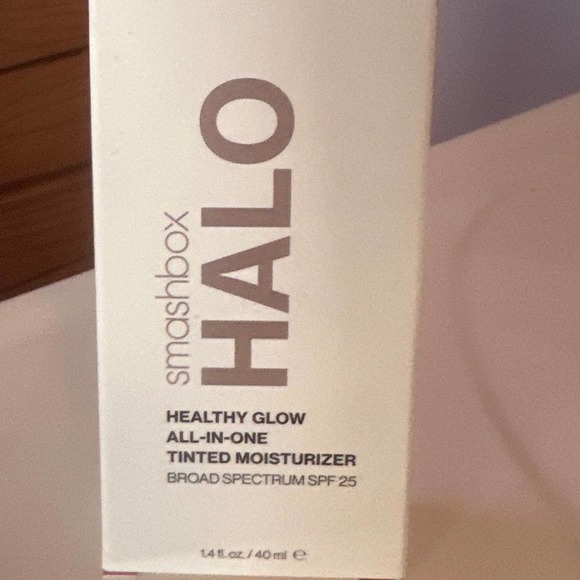 smashbox
HALO
HEALTHY GLOW
ALL-IN-ONE
TINTED MOISTURIZER
BROAD SPECTRUM SPF 25
1.4 fl. oz. / 40 ml ℮